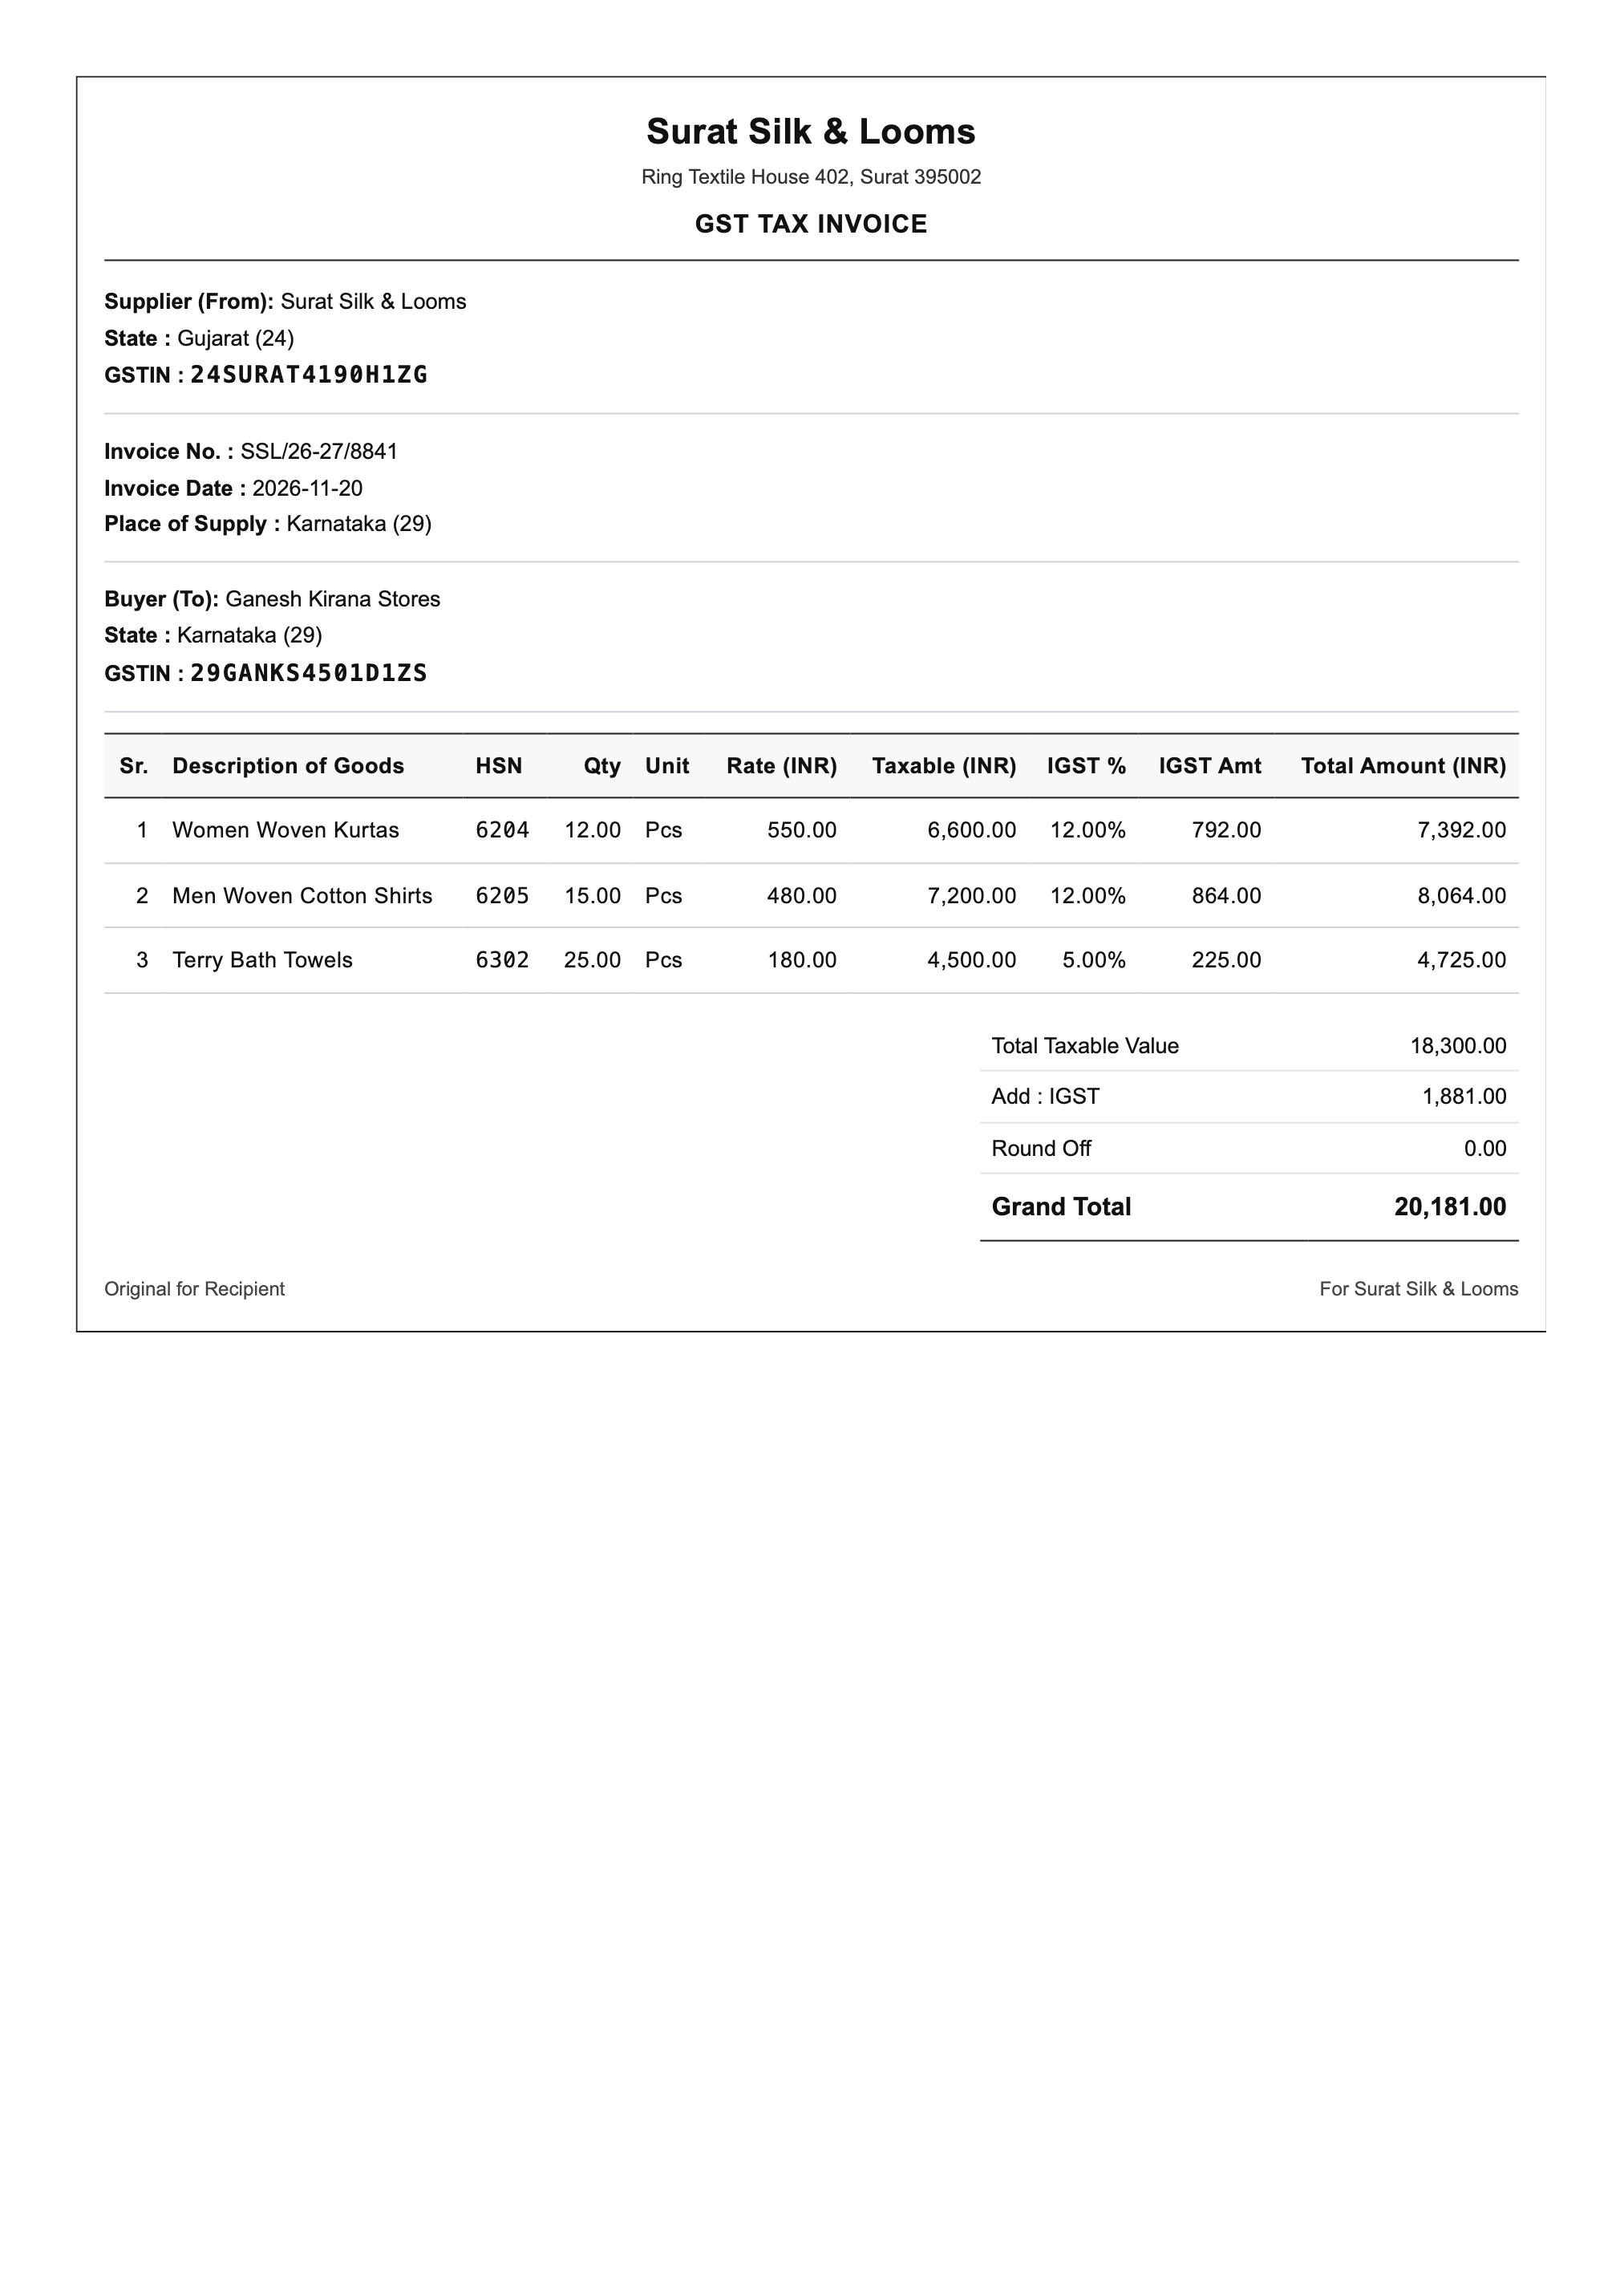 Surat Silk & Looms
Ring Textile House 402, Surat 395002
GST TAX INVOICE
Supplier (From): Surat Silk & Looms
State : Gujarat (24)
GSTIN : 24SURAT4190H1ZG
Invoice No. : SSL/26-27/8841
Invoice Date : 2026-11-20
Place of Supply : Karnataka (29)
Buyer (To): Ganesh Kirana Stores
State : Karnataka (29)
GSTIN : 29GANKS4501D1ZS
Sr. Description of Goods HSN Qty Unit Rate (INR) Taxable (INR) IGST % IGST Amt Total Amount (INR)
1 Women Woven Kurtas 6204 12.00 Pcs 550.00 6,600.00 12.00% 792.00 7,392.00
2 Men Woven Cotton Shirts 6205 15.00 Pcs 480.00 7,200.00 12.00% 864.00 8,064.00
3 Terry Bath Towels 6302 25.00 Pcs 180.00 4,500.00 5.00% 225.00 4,725.00
Total Taxable Value 18,300.00
Add : IGST 1,881.00
Round Off 0.00
Grand Total 20,181.00
Original for Recipient For Surat Silk & Looms